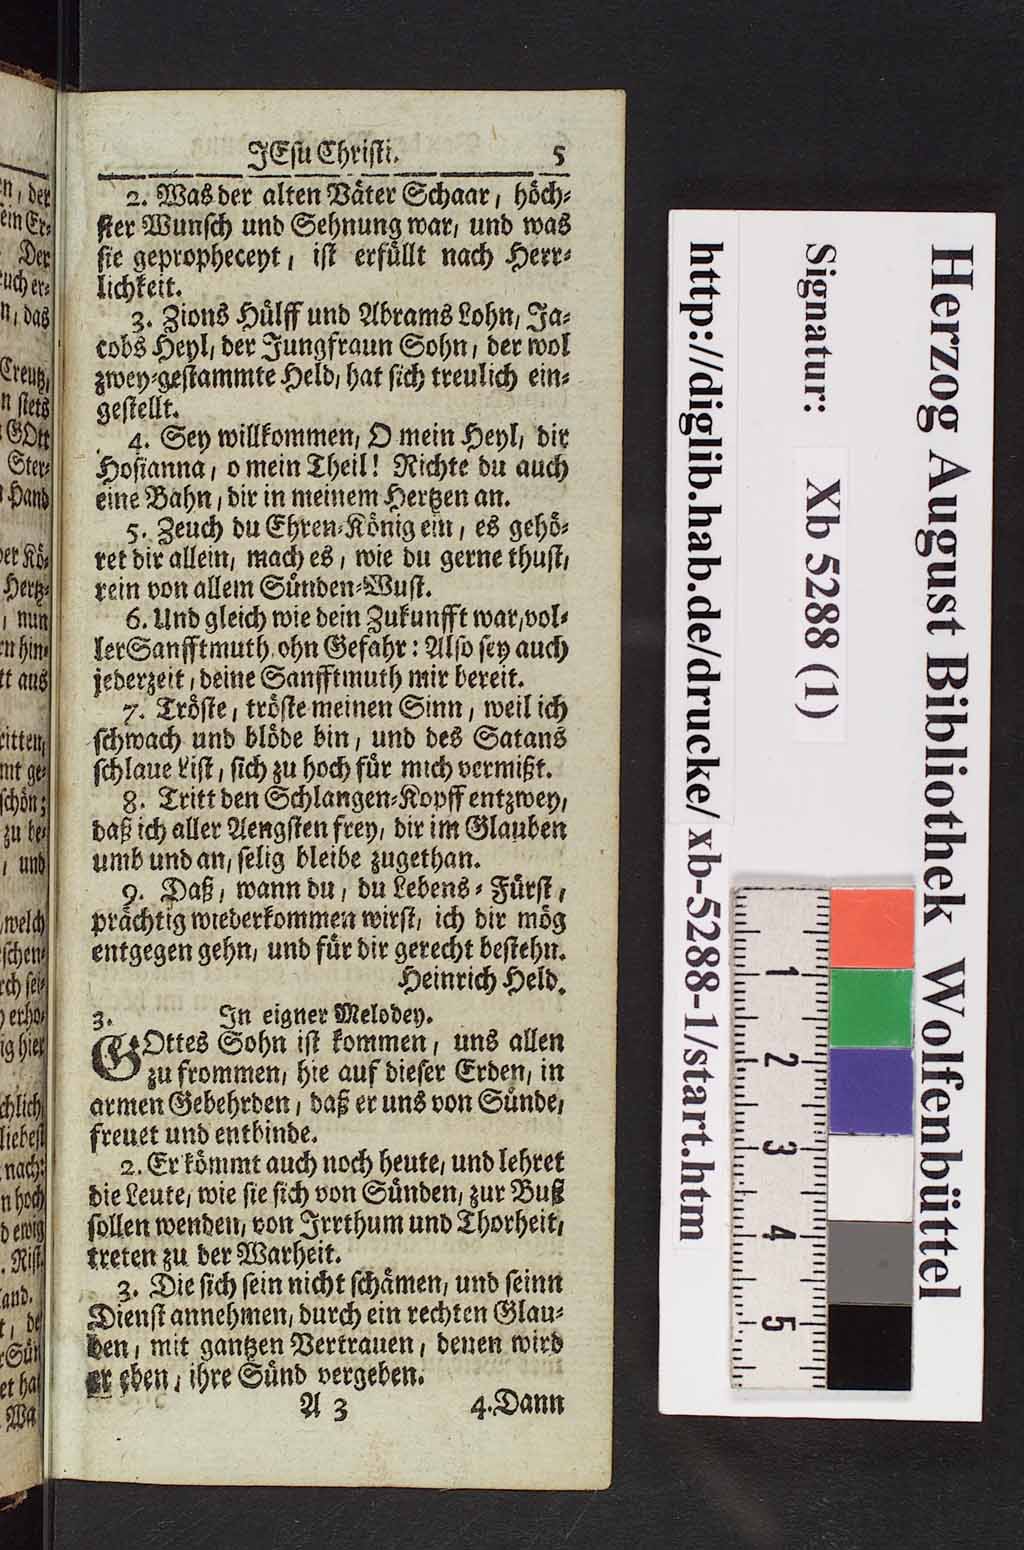 JEsu Christi. 5
2. Was der alten Väter Schaar, höch-
ster Wunsch und Sehnung war, und was
sie gepropheceyt, ist erfüllt nach Herr-
lichkeit.
3. Zions Hülff und Abrams Lohn, Ja-
cobs Heyl, der Jungfraun Sohn, der wol
zwey-gestammte Held, hat sich treulich ein-
gestellt.
4. Sey willkommen, O mein Heyl, dir
Hosianna, o mein Theil! Richte du auch
eine Bahn, dir in meinem Hertzen an.
5. Zeuch du Ehren-König ein, es gehö-
ret dir allein, mach es, wie du gerne thust,
rein von allem Sünden-Wust.
6. Und gleich wie dein Zukunfft war, vol-
ler Sanfftmuth ohn Gefahr: Also sey auch
jederzeit, deine Sanfftmuth mir bereit.
7. Tröste, tröste meinen Sinn, weil ich
schwach und blöde bin, und des Satans
schlaue List, sich zu hoch für mich vermißt.
8. Tritt den Schlangen-Kopff entzwey,
daß ich aller Aengsten frey, dir im Glauben
umb und an, selig bleibe zugethan.
9. Daß, wann du, du Lebens-Fürst,
prächtig wiederkommen wirst, ich dir mög
entgegen gehn, und für dir gerecht bestehn.
Heinrich Held.
3. In eigner Melodey.
GOttes Sohn ist kommen, uns allen
zu frommen, hie auf dieser Erden, in
armen Gebehrden, daß er uns von Sünde,
freuet und entbinde.
2. Er kömmt auch noch heute, und lehret
die Leute, wie sie sich von Sünden, zur Buß
sollen wenden, von Irrthum und Thorheit,
treten zu der Warheit.
3. Die sich sein nicht schämen, und seinn
Dienst annehmen, durch ein rechten Glau-
ben, mit gantzen Vertrauen, denen wird
er eben, ihre Sünd vergeben.
A 3 4. Dann
Herzog August Bibliothek Wolfenbüttel
Signatur: Xb 5288 (1)
http://diglib.hab.de/drucke/xb-5288-1/start.htm
1
2
3
4
5